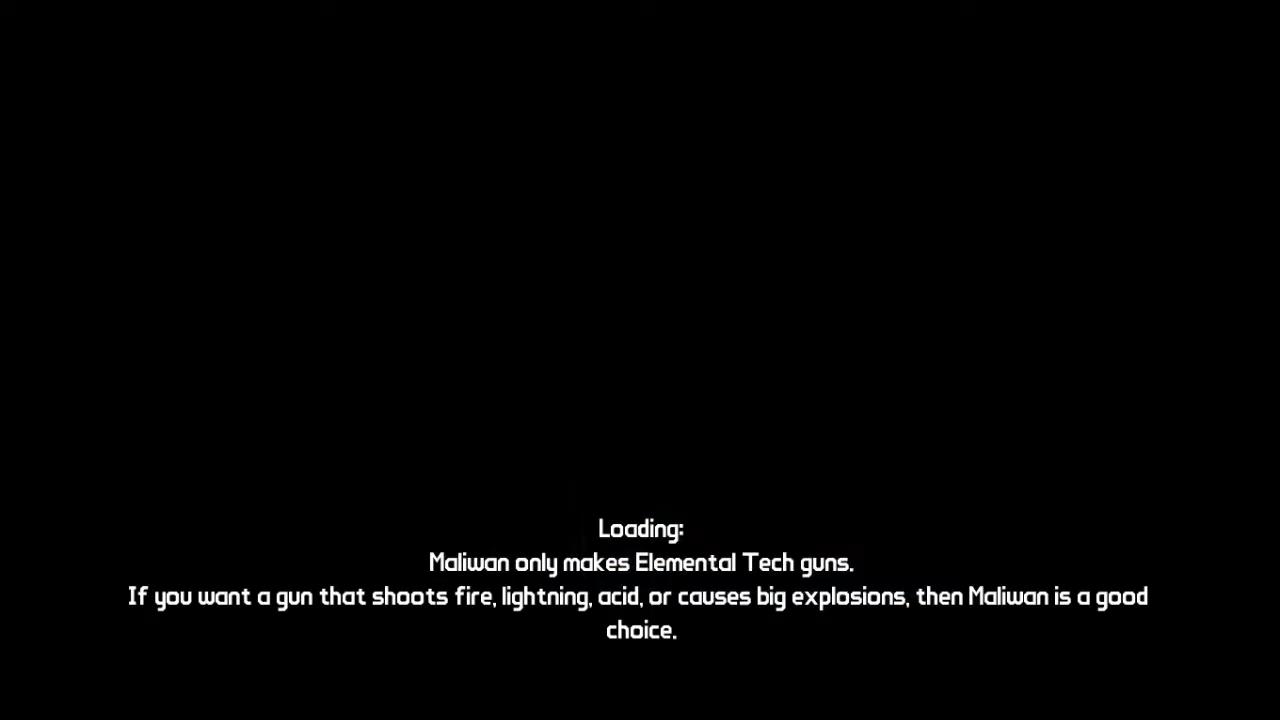 Loading:
Maliwan only makes Elemental Tech guns.
If you want a gun that shoots fire, lightning, acid, or causes big explosions, then Maliwan is a good
choice.